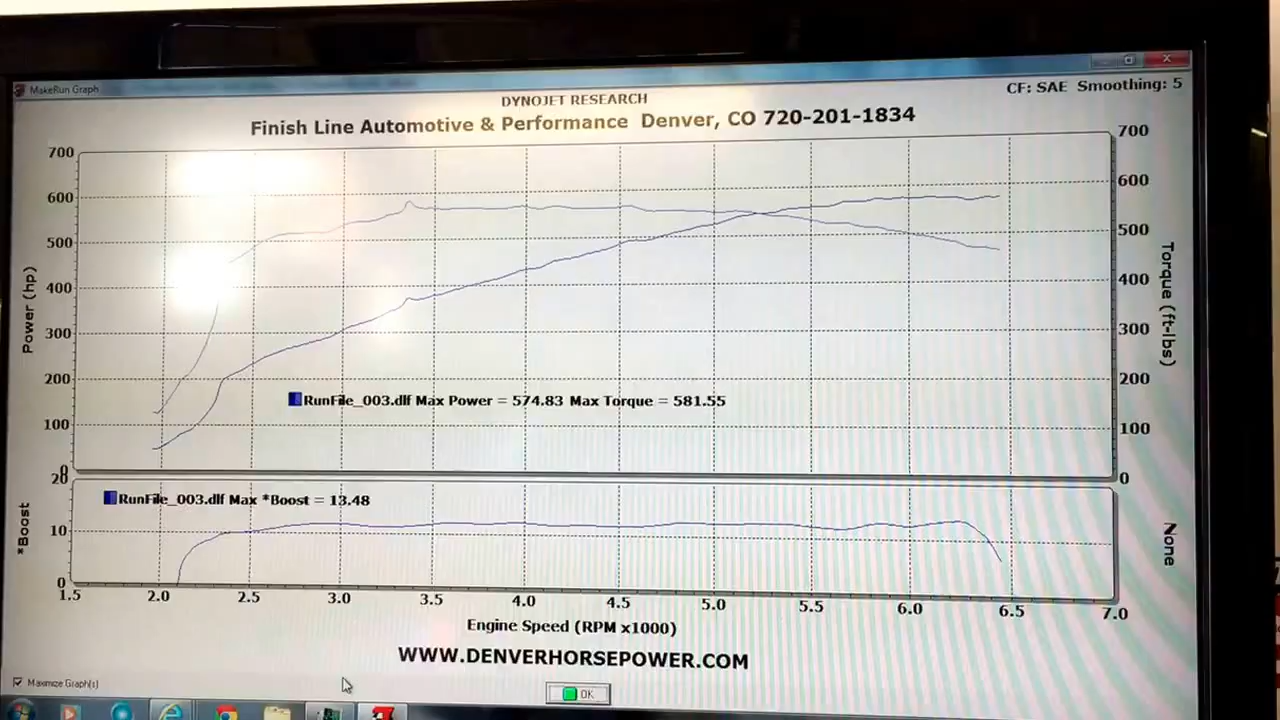 MakeRun Graph
CF: SAE Smoothing: 5
DYNOJET RESEARCH
Finish Line Automotive & Performance Denver, CO 720-201-1834
700
600
500
400
300
200
100
0
Power (hp)
700
600
500
400
300
200
100
0
Torque (ft-lbs)
RunFile_003.dlf Max Power = 574.83 Max Torque = 581.55
20
10
0
*Boost
RunFile_003.dlf Max *Boost = 13.48
None
1.5 2.0 2.5 3.0 3.5 4.0 4.5 5.0 5.5 6.0 6.5 7.0
Engine Speed (RPM x1000)
WWW.DENVERHORSEPOWER.COM
Maximize Graph(s)
OK